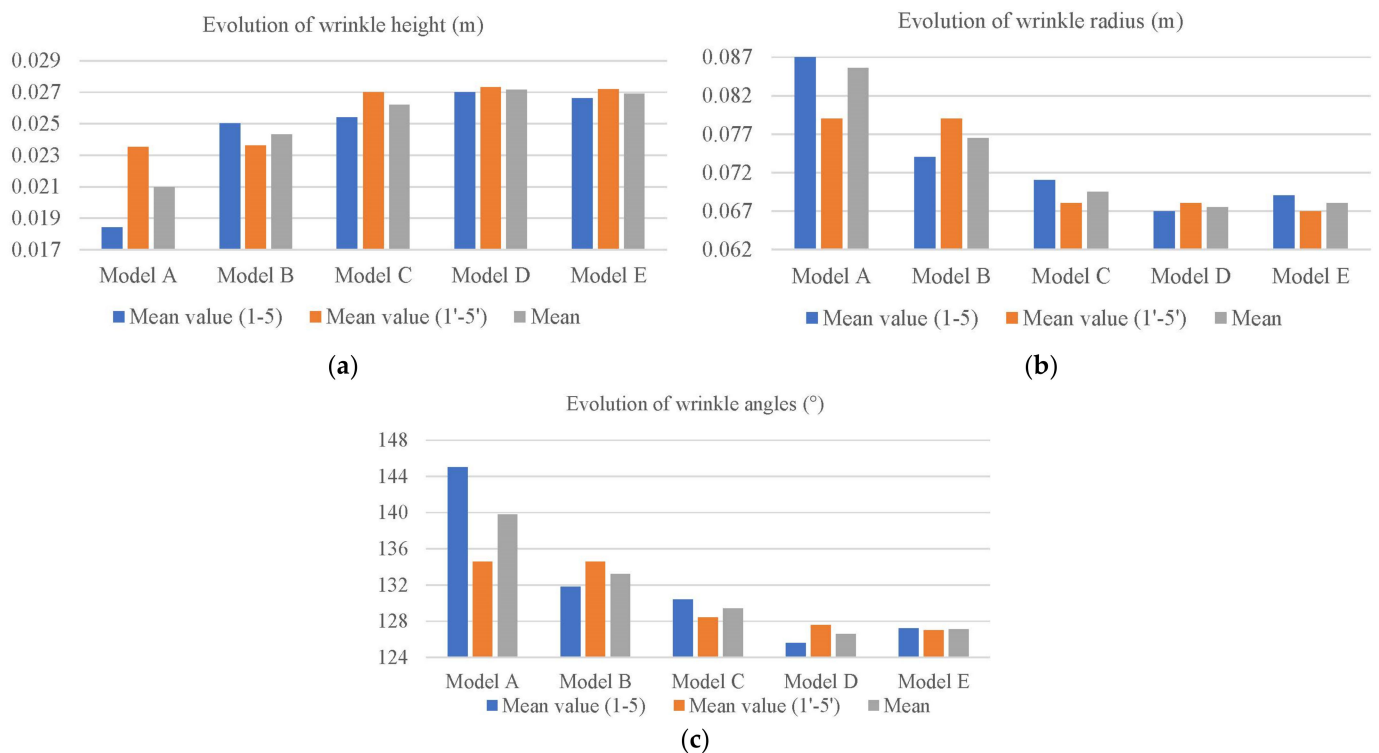 Evolution of wrinkle height (m)
0.029
0.027
0.025
0.023
0.021
0.019
0.017
Model A Model B Model C Model D Model E
Mean value (1-5) Mean value (1'-5') Mean
(a)
Evolution of wrinkle radius (m)
0.087
0.082
0.077
0.072
0.067
0.062
Model A Model B Model C Model D Model E
Mean value (1-5) Mean value (1'-5') Mean
(b)
Evolution of wrinkle angles (°)
148
144
140
136
132
128
124
Model A Model B Model C Model D Model E
Mean value (1-5) Mean value (1'-5') Mean
(c)